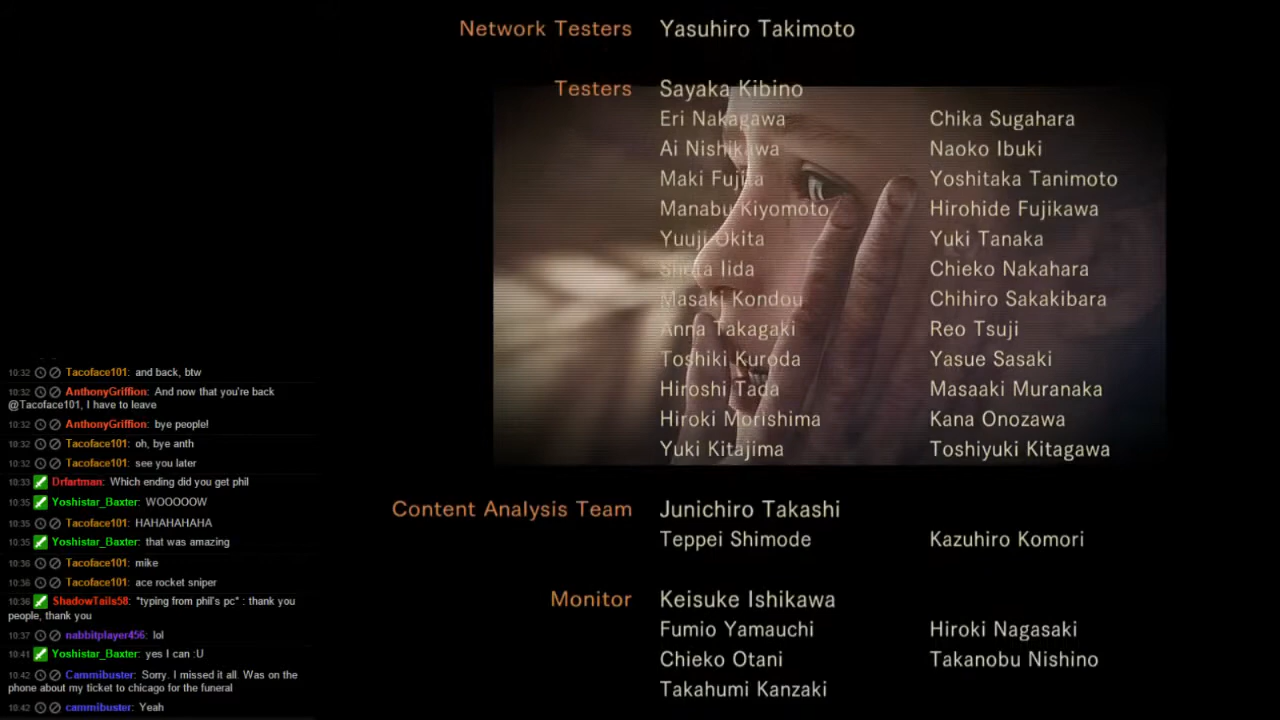 Network Testers Yasuhiro Takimoto
Testers Sayaka Kibino
Eri Nakagawa Chika Sugahara
Ai Nishikawa Naoko Ibuki
Maki Fujita Yoshitaka Tanimoto
Manabu Kiyomoto Hirohide Fujikawa
Yuuji Okita Yuki Tanaka
Iida Chieko Nakahara
Masaki Kondou Chihiro Sakakibara
Anna Takagaki Reo Tsuji
Toshiki Kuroda Yasue Sasaki
Hiroshi Tada Masaaki Muranaka
Hiroki Morishima Kana Onozawa
Yuki Kitajima Toshiyuki Kitagawa
Content Analysis Team Junichiro Takashi
Teppei Shimode Kazuhiro Komori
Monitor Keisuke Ishikawa
Fumio Yamauchi Hiroki Nagasaki
Chieko Otani Takanobu Nishino
Takahumi Kanzaki
10:32 Tacoface101: and back, btw
10:32 AnthonyGriffion: And now that you're back
@Tacoface101, I have to leave
10:32 AnthonyGriffion: bye people!
10:32 Tacoface101: oh, bye anth
10:32 Tacoface101: see you later
10:33 Drfartman: Which ending did you get phil
10:35 Yoshistar_Baxter: WOOOOOW
10:35 Tacoface101: HAHAHAHAHA
10:35 Yoshistar_Baxter: that was amazing
10:36 Tacoface101: mike
10:36 Tacoface101: ace rocket sniper
10:36 ShadowTails58: *typing from phil's pc* : thank you
people, thank you
10:37 nabbitplayer456: lol
10:41 Yoshistar_Baxter: yes I can :U
10:42 Cammibuster: Sorry. I missed it all. Was on the
phone about my ticket to chicago for the funeral
10:42 cammibuster: Yeah